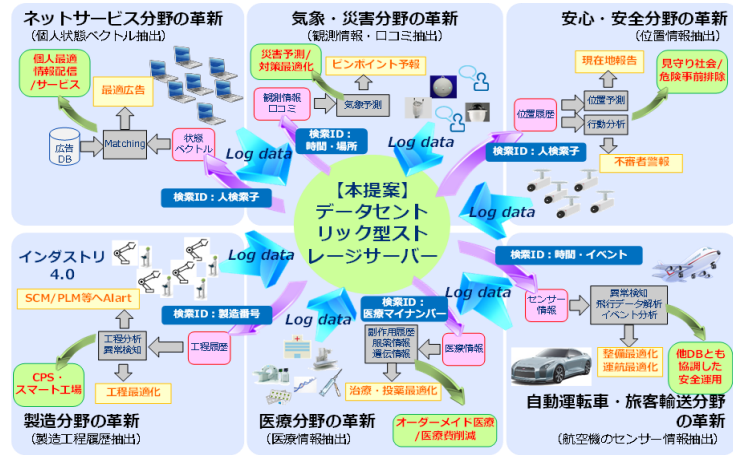 ネットサービス分野の革新
(個人状態ベクトル抽出)
個人最適
情報配信
/サービス
最適広告
広告
DB
Matching
状態
ベクトル
検索ID：人検索子
Log data
気象・災害分野の革新
(観測情報・口コミ抽出)
災害予測/
対策最適化
ピンポイント予報
観測情報
口コミ
気象予測
検索ID：
時間・場所
Log data
安心・安全分野の革新
(位置情報抽出)
現在地報告
見守り社会/
危険事前排除
位置履歴
位置予測
行動分析
不審者警報
検索ID：人検索子
Log data
【本提案】
データセント
リック型スト
レージサーバー
インダストリ
4.0
SCM/PLM等へAlart
Log data
検索ID：製造番号
工程分析
異常検知
工程履歴
CPS・
スマート工場
工程最適化
製造分野の革新
(製造工程履歴抽出)
Log data
検索ID：
医療マイナンバー
副作用履歴
服薬情報
遺伝情報
医療情報
治療・投薬最適化
オーダーメイド医療
/医療費削減
医療分野の革新
(医療情報抽出)
Log data
検索ID：時間・イベント
センサー
情報
異常検知
飛行データ解析
イベント分析
整備最適化
運航最適化
他DBとも
協調した
安全運用
自動運転車・旅客輸送分野
の革新
(航空機のセンサー情報抽出)